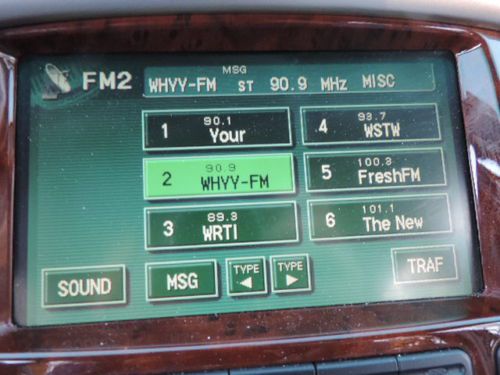 FM2
MSG
WHYY-FM ST 90.9 MHz MISC
1 90.1 Your
2 90.9 WHYY-FM
3 89.3 WRTI
4 93.7 WSTW
5 100.3 FreshFM
6 101.1 The New
SOUND MSG TYPE ◄ TYPE ► TRAF